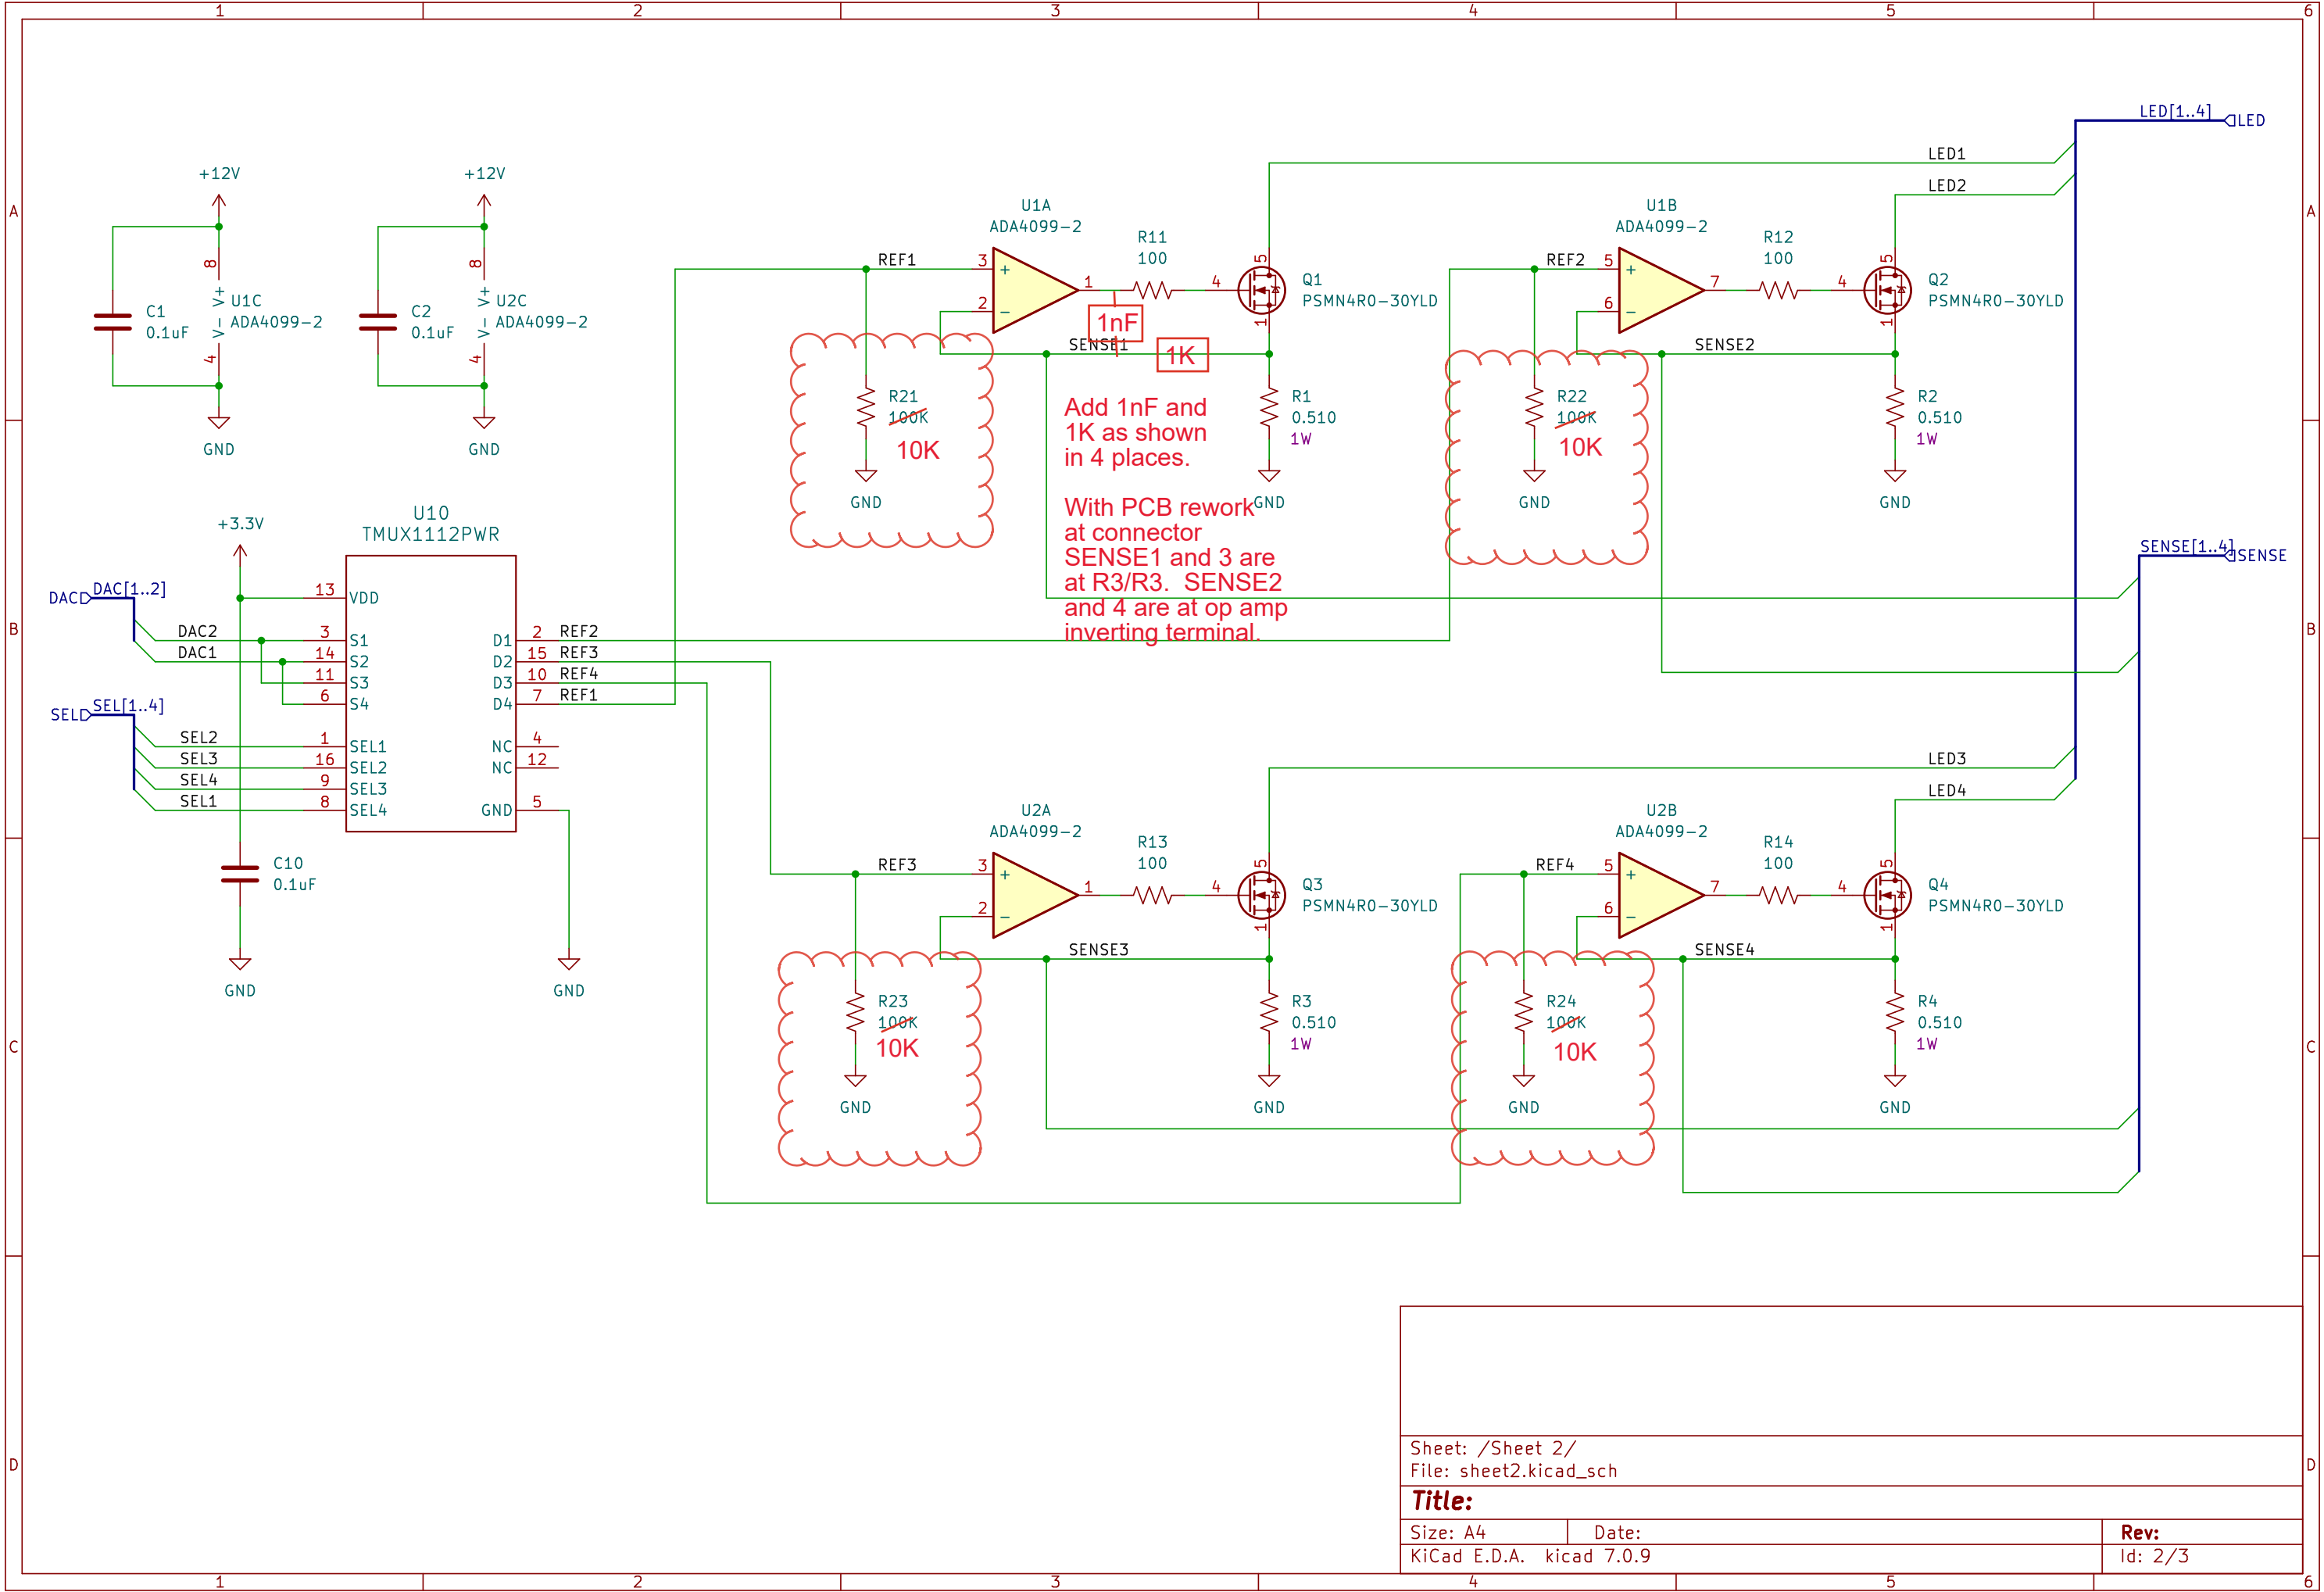 1 2 3 4 5 6
LED[1..4] LED
LED1
+12V +12V
LED2
A A
U1A U1B
ADA4099-2 ADA4099-2
R11 R12
100 100
8 8
REF1 3 + 5 REF2 5 + 5
1 4 Q1 7 4 Q2
C1 V+ U1C C2 V+ U2C PSMN4R0-30YLD PSMN4R0-30YLD
0.1uF V- ADA4099-2 0.1uF V- ADA4099-2 2 - 1 6 - 1
1nF
4 4 SENSE1 1K SENSE2
R21 R1 R22 R2
100K 0.510 100K 0.510
10K 1W 10K 1W
Add 1nF and
1K as shown
in 4 places.
GND GND GND GND GND GND
With PCB rework
at connector
SENSE1 and 3 are
at R3/R3. SENSE2
and 4 are at op amp
inverting terminal.
SENSE[1..4] SENSE
+3.3V
U10
TMUX1112PWR
DAC DAC[1..2] 13 VDD
B B
DAC2 3 S1 D1 2 REF2
DAC1 14 S2 D2 15 REF3
11 S3 D3 10 REF4
6 S4 D4 7 REF1
SEL SEL[1..4]
SEL2 1 SEL1 NC 4
SEL3 16 SEL2 NC 12
SEL4 9 SEL3
SEL1 8 SEL4 GND 5
C10
0.1uF
GND GND
LED3
LED4
U2A U2B
ADA4099-2 ADA4099-2
R13 R14
100 100
REF3 3 + 5 REF4 5 + 5
1 4 Q3 7 4 Q4
PSMN4R0-30YLD PSMN4R0-30YLD
2 - 1 6 - 1
SENSE3 SENSE4
R23 R3 R24 R4
100K 0.510 100K 0.510
10K 1W 10K 1W
C C
GND GND GND GND
D D
Sheet: /Sheet 2/
File: sheet2.kicad_sch
Title:
Size: A4 Date: Rev:
KiCad E.D.A. kicad 7.0.9 Id: 2/3
1 2 3 4 5 6